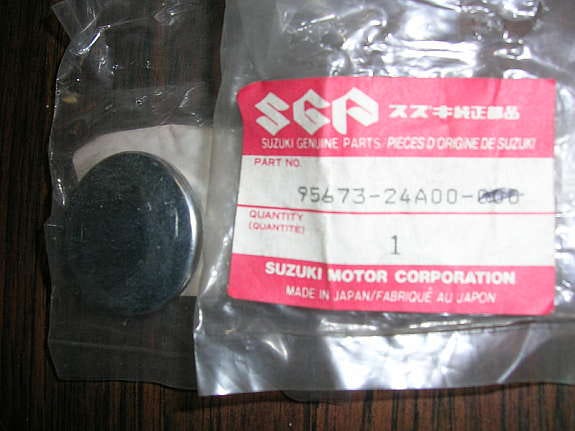 SGP スズキ純正部品
SUZUKI GENUINE PARTS/PIECES D'ORIGINE DE SUZUKI
PART NO.
95673-24A00-000
QUANTITY
(QUANTITE)
1
SUZUKI MOTOR CORPORATION
MADE IN JAPAN/FABRIQUÉ AU JAPON